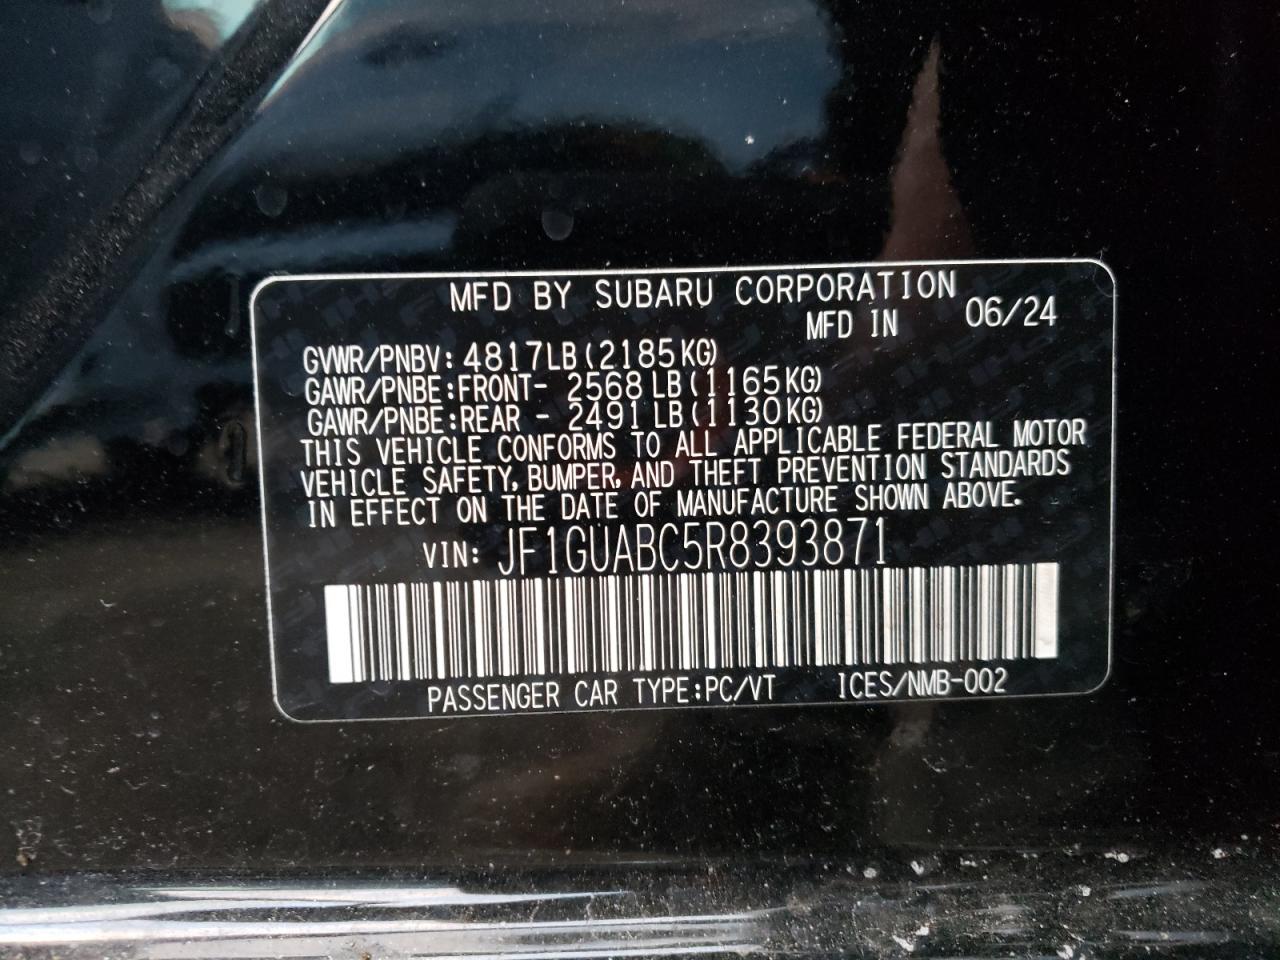 MFD BY SUBARU CORPORATION
MFD IN 06/24
GVWR/PNBV: 4817LB(2185KG)
GAWR/PNBE:FRONT- 2568 LB(1165KG)
GAWR/PNBE:REAR - 2491 LB(1130KG)
THIS VEHICLE CONFORMS TO ALL APPLICABLE FEDERAL MOTOR
VEHICLE SAFETY, BUMPER, AND THEFT PREVENTION STANDARDS
IN EFFECT ON THE DATE OF MANUFACTURE SHOWN ABOVE.
VIN: JF1GUABC5R8393871
PASSENGER CAR TYPE:PC/VT ICES/NMB-002